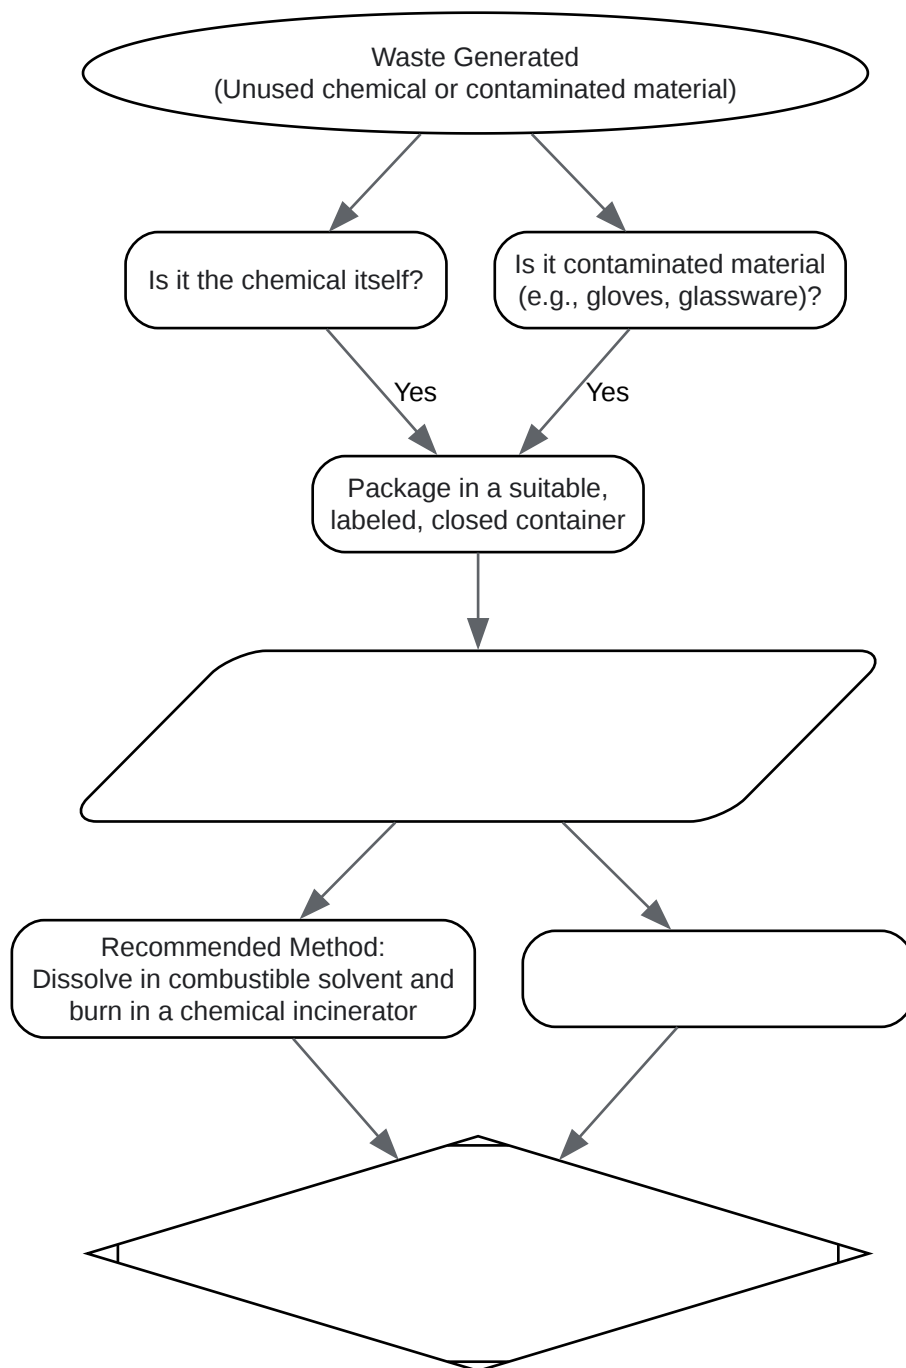 Waste Generated
(Unused chemical or contaminated material)
Is it the chemical itself?
Is it contaminated material
(e.g., gloves, glassware)?
Yes
Yes
Package in a suitable,
labeled, closed container
Recommended Method:
Dissolve in combustible solvent and
burn in a chemical incinerator